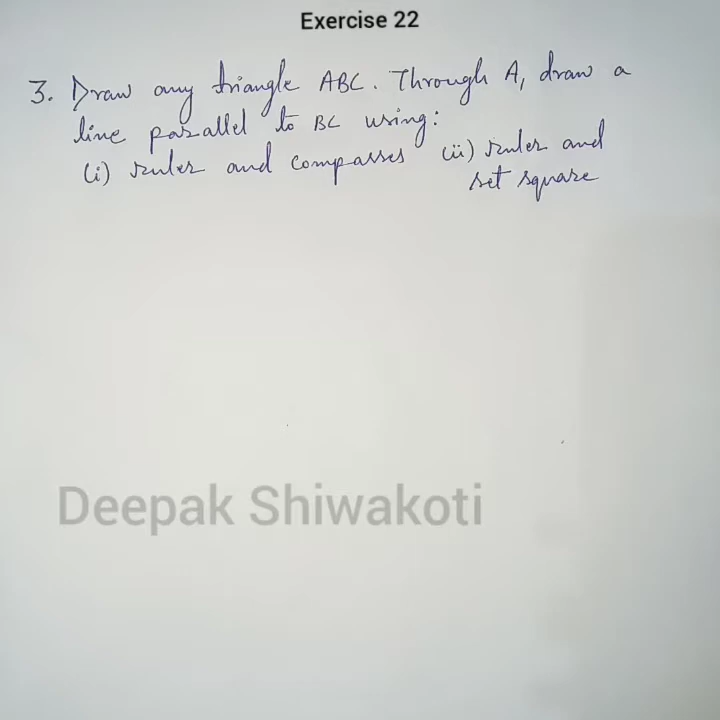 Exercise 22
3. Draw any triangle ABC. Through A, draw a
line parallel to BC using:
(i) ruler and compasses (ii) ruler and
set square
Deepak Shiwakoti